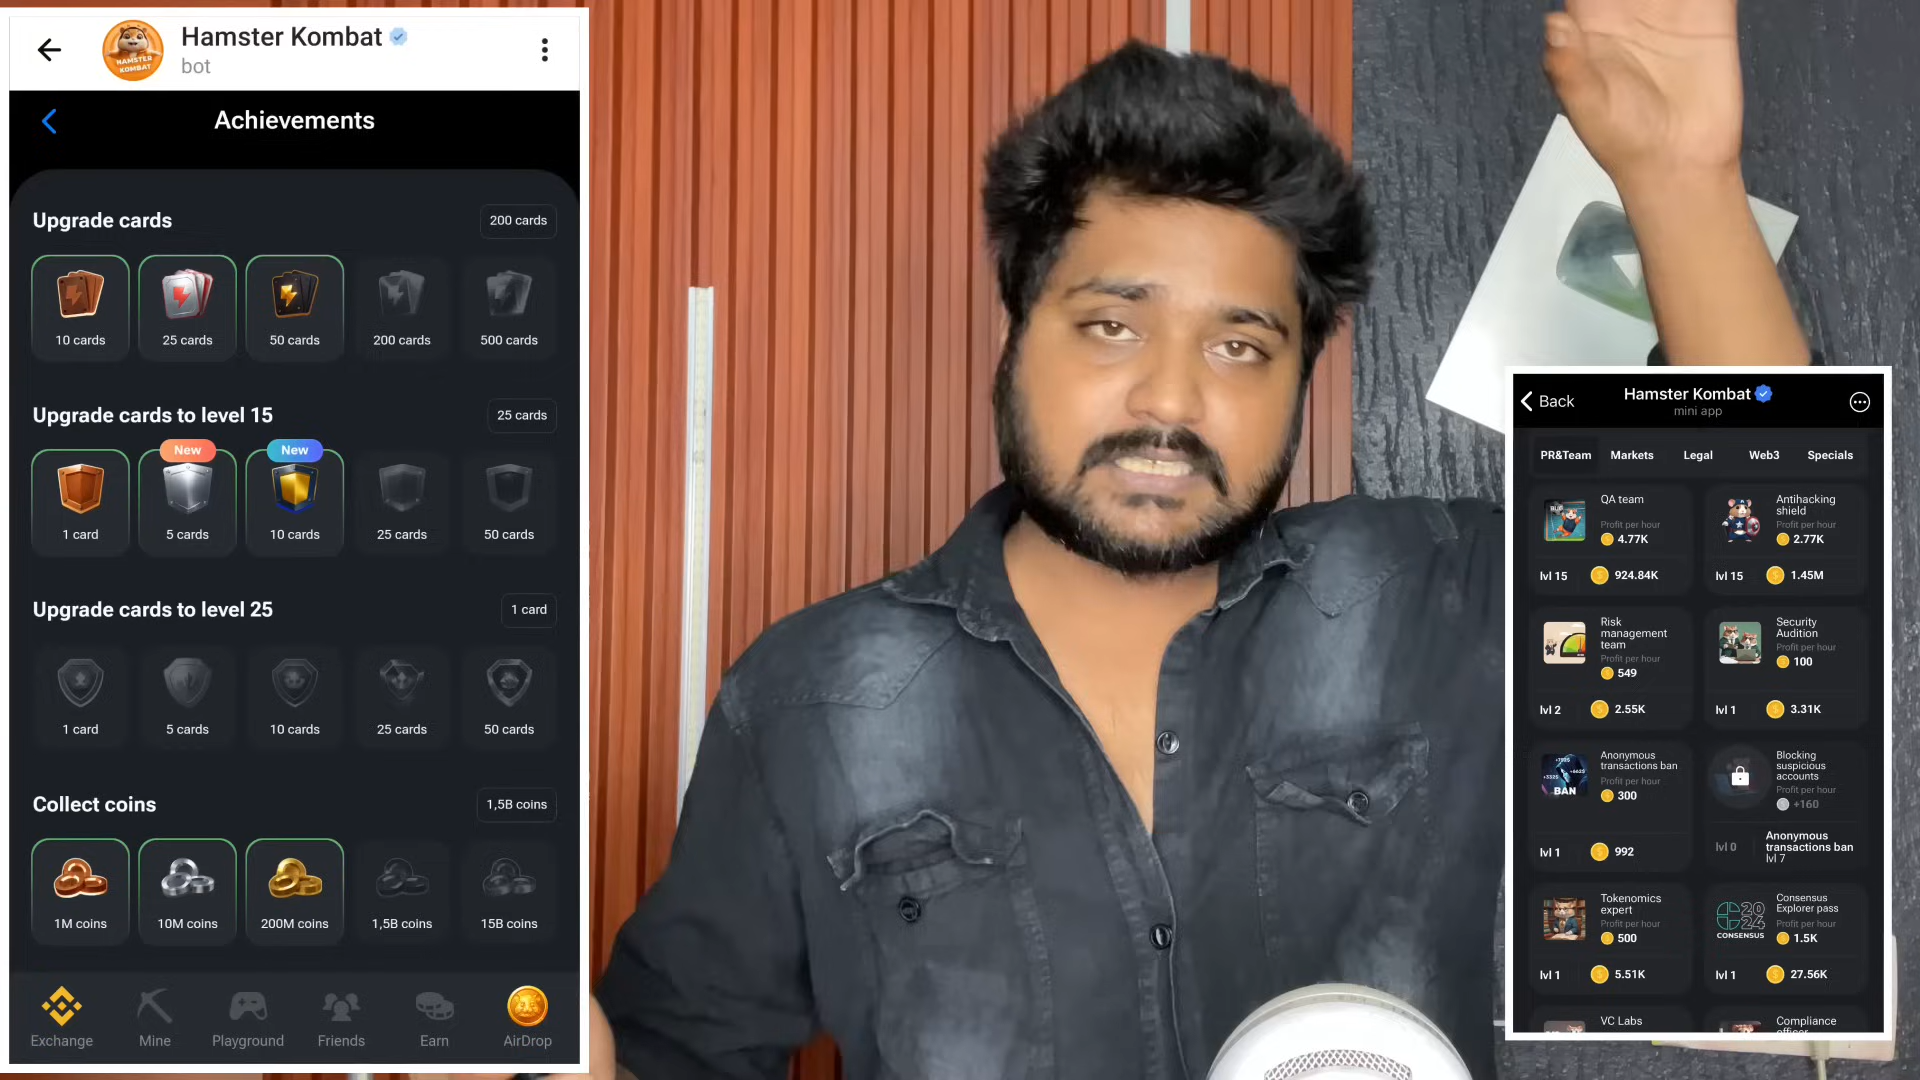 Hamster Kombat
bot
HAMSTER
KOMBAT
Achievements
Upgrade cards
200 cards
10 cards
25 cards
50 cards
200 cards
500 cards
Upgrade cards to level 15
25 cards
New
New
1 card
5 cards
10 cards
25 cards
50 cards
Upgrade cards to level 25
1 card
1 card
5 cards
10 cards
25 cards
50 cards
Collect coins
1,5B coins
1M coins
10M coins
200M coins
1,5B coins
15B coins
Exchange
Mine
Playground
Friends
Earn
AirDrop
Back
Hamster Kombat
mini app
PR&Team
Markets
Legal
Web3
Specials
QA team
Profit per hour
4.77K
lvl 15
924.84K
Antihacking
shield
Profit per hour
2.77K
lvl 15
1.45M
Risk
management
team
Profit per hour
549
lvl 2
2.55K
Security
Audition
Profit per hour
100
lvl 1
3.31K
Anonymous
transactions ban
Profit per hour
300
BAN
lvl 1
992
Blocking
suspicious
accounts
Profit per hour
+160
lvl 0
Anonymous
transactions ban
lvl 7
Tokenomics
expert
Profit per hour
500
lvl 1
5.51K
Consensus
Explorer pass
Profit per hour
1.5K
2024
CONSENSUS
lvl 1
27.56K
VC Labs
Compliance
officer